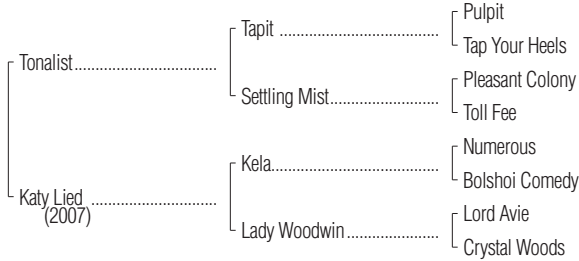 Pulpit
Tapit
Tap Your Heels
Tonalist
Pleasant Colony
Settling Mist
Toll Fee
Numerous
Kela
Bolshoi Comedy
Katy Lied
(2007)
Lord Avie
Lady Woodwin
Crystal Woods